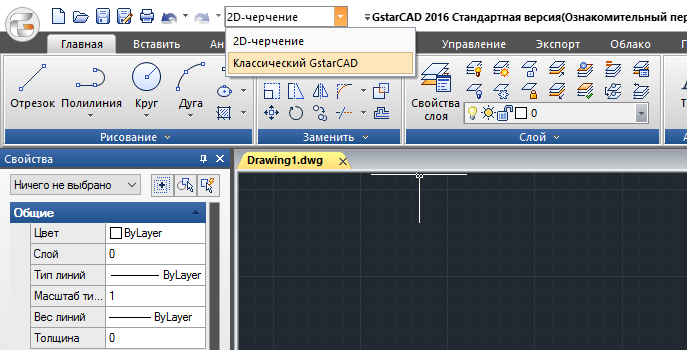 2D-черчение
GstarCAD 2016 Стандартная версия(Ознакомительный пер
2D-черчение
Классический GstarCAD
Главная Вставить Ан Управление Экспорт Облако
Отрезок Полилиния Круг Дуга
Свойства слоя
0
Рисование Заменить Слой
Свойства
Drawing1.dwg
Ничего не выбрано
Общие
Цвет ByLayer
Слой 0
Тип линий ByLayer
Масштаб ти... 1
Вес линий ByLayer
Толщина 0